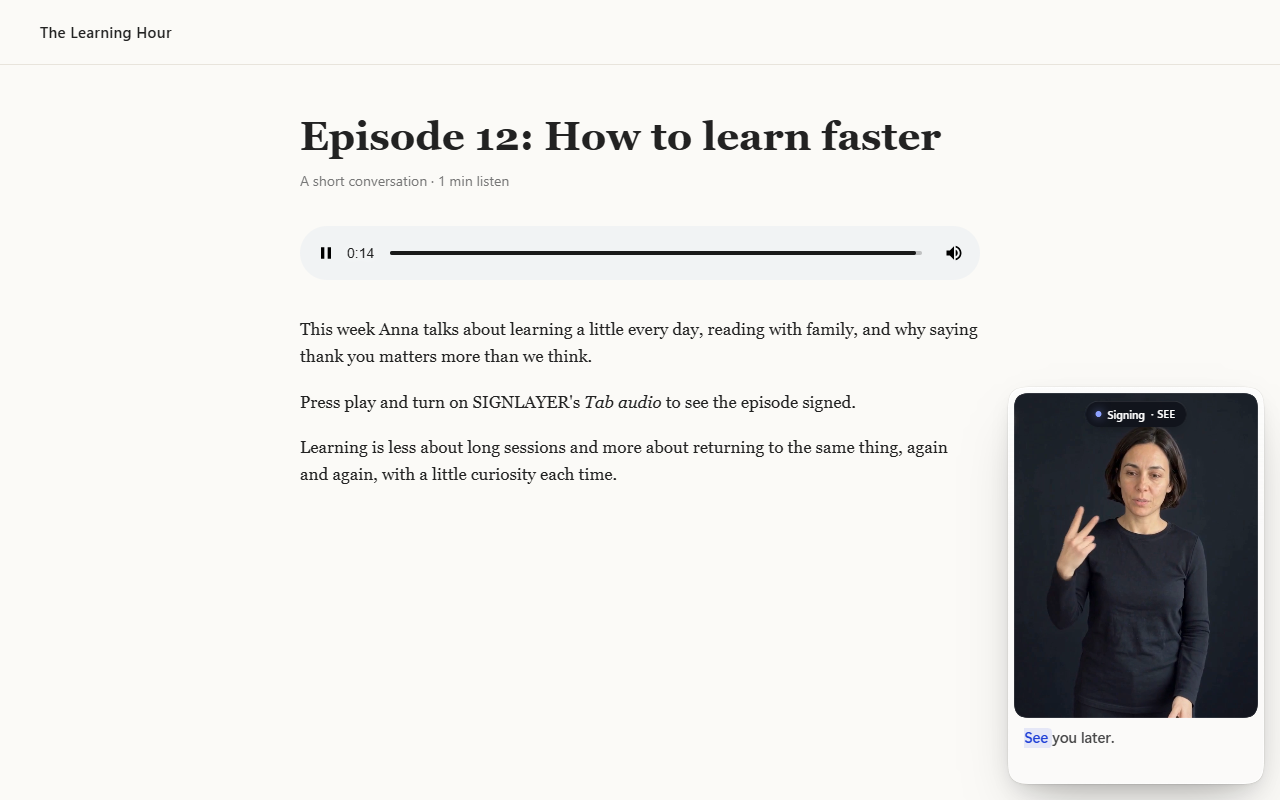 The Learning Hour
Episode 12: How to learn faster
A short conversation · 1 min listen
0:14
This week Anna talks about learning a little every day, reading with family, and why saying
thank you matters more than we think.
Press play and turn on SIGNLAYER's Tab audio to see the episode signed.
Learning is less about long sessions and more about returning to the same thing, again
and again, with a little curiosity each time.
Signing · SEE
See you later.